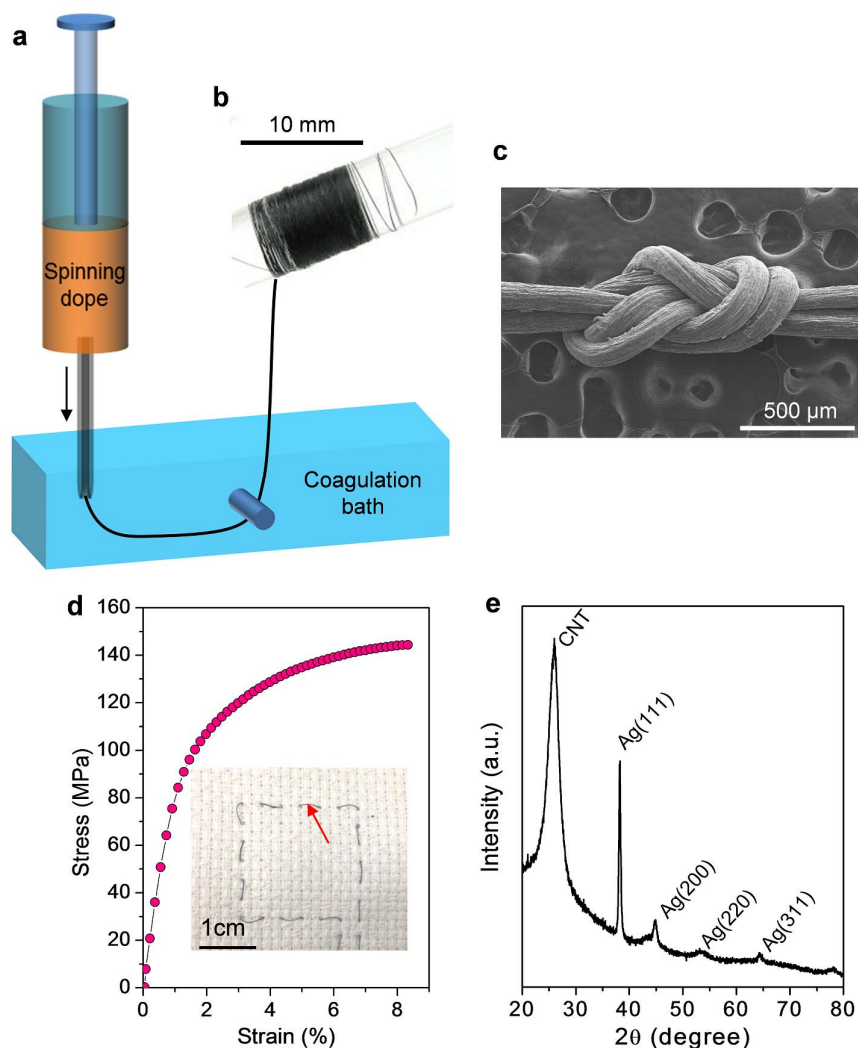 a
b
10 mm
c
Spinning
dope
500 μm
Coagulation
bath
d
160
140
120
100
80
60
40
20
0
Stress (MPa)
1cm
0
2
4
6
8
Strain (%)
e
CNT
Ag(111)
Ag(200)
Ag(220)
Ag(311)
Intensity (a.u.)
20
30
40
50
60
70
80
2θ (degree)